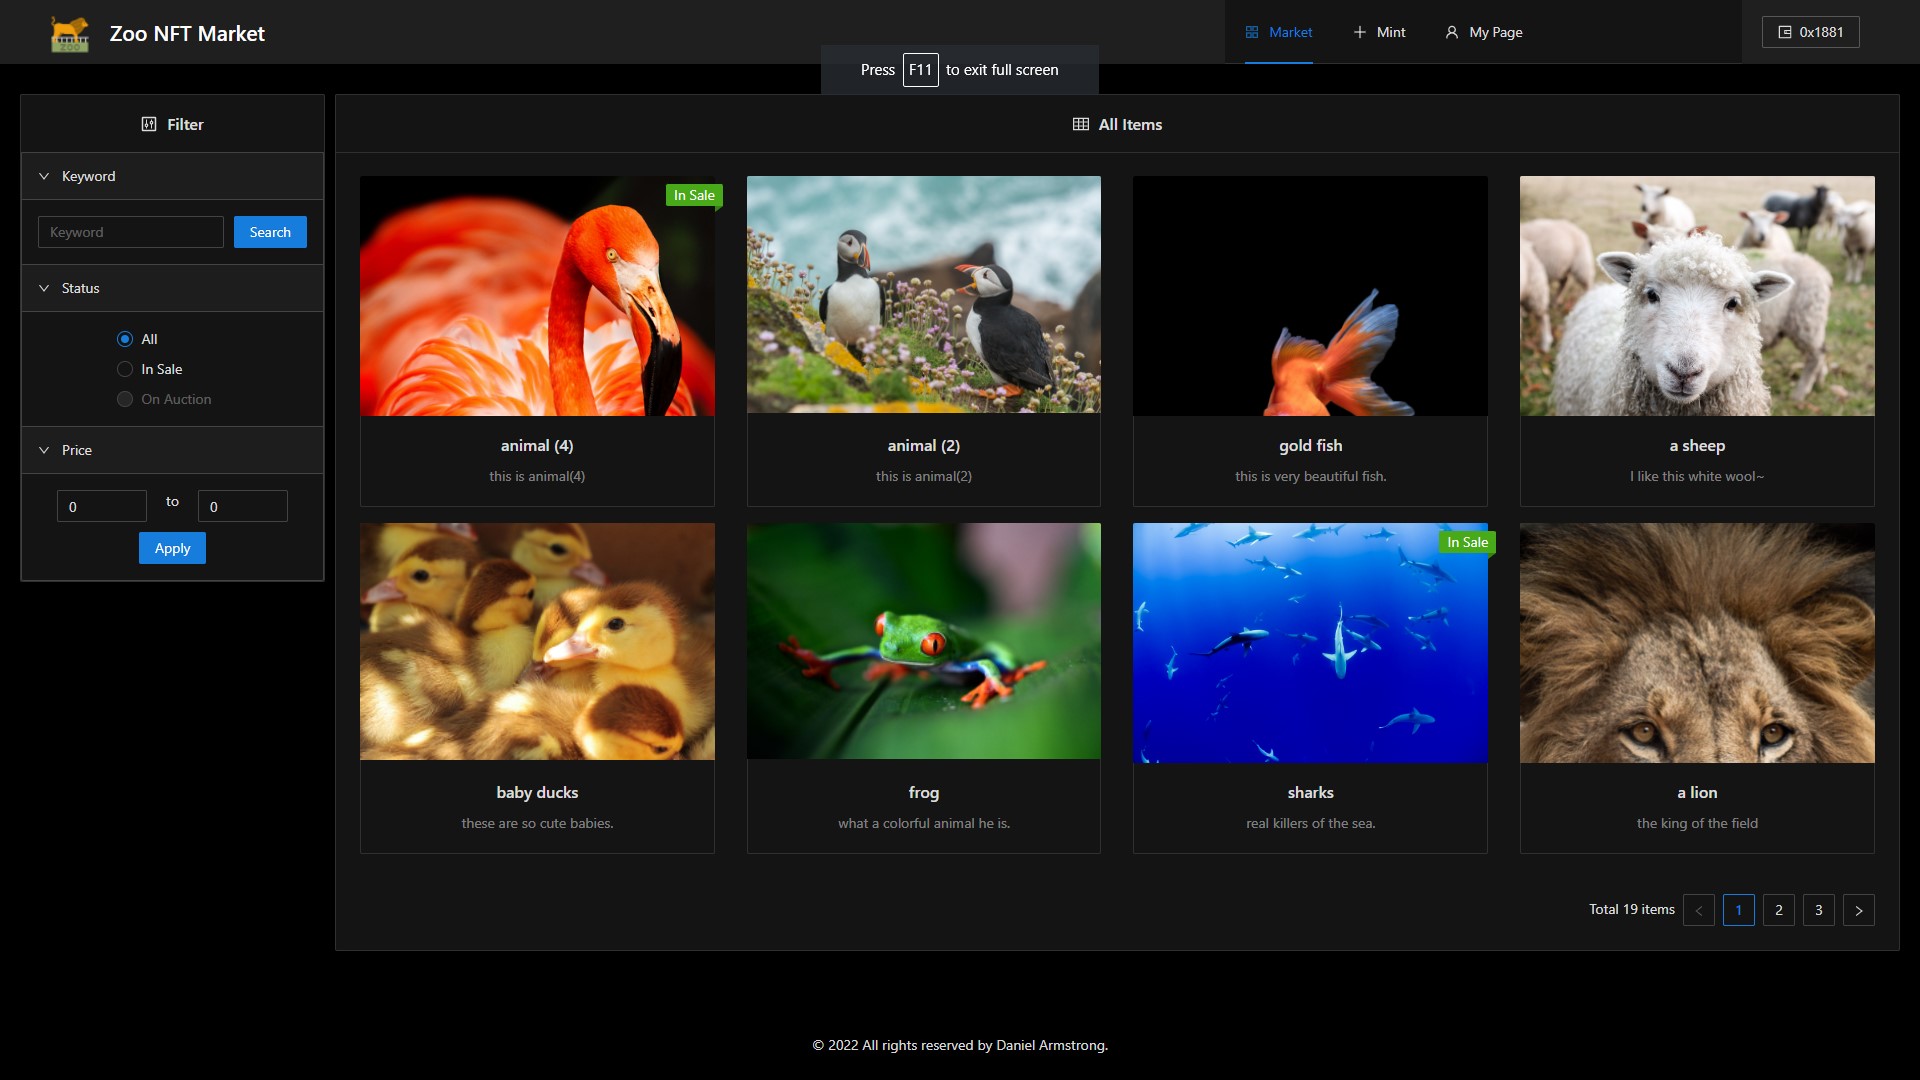 Zoo NFT Market
Market
Mint
My Page
0x1881
Press F11 to exit full screen
Filter
Keyword
Keyword
Search
Status
All
In Sale
On Auction
Price
0 to 0
Apply
All Items
In Sale
animal (4)
this is animal(4)
animal (2)
this is animal(2)
gold fish
this is very beautiful fish.
a sheep
I like this white wool~
baby ducks
these are so cute babies.
frog
what a colorful animal he is.
In Sale
sharks
real killers of the sea.
a lion
the king of the field
Total 19 items < 1 2 3 >
© 2022 All rights reserved by Daniel Armstrong.